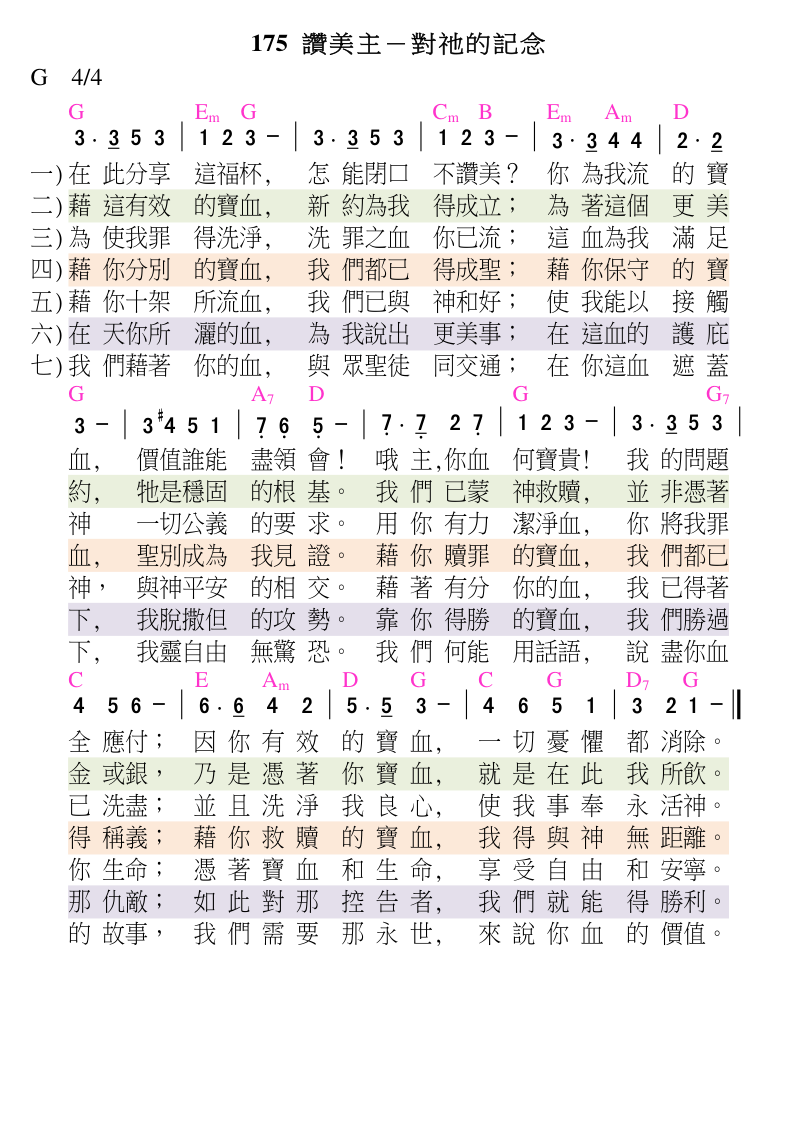 175 讚美主－對祂的記念
G 4/4
G Em G Cm B Em Am D
3 · 3 5 3 | 1 2 3 － | 3 · 3 5 3 | 1 2 3 － | 3 · 3 4 4 | 2 · 2
一) 在 此分享 這福杯， 怎 能閉口 不讚美？ 你 為我流 的 寶
二) 藉 這有效 的寶血， 新 約為我 得成立； 為 著這個 更 美
三) 為 使我罪 得洗淨， 洗 罪之血 你已流； 這 血為我 滿 足
四) 藉 你分別 的寶血， 我 們都已 得成聖； 藉 你保守 的 寶
五) 藉 你十架 所流血， 我 們已與 神和好； 使 我能以 接 觸
六) 在 天你所 灑的血， 為 我說出 更美事； 在 這血的 護 庇
七) 我 們藉著 你的血， 與 眾聖徒 同交通； 在 你這血 遮 蓋
G A7 D G G7
3 － | 3 #4 5 1 | 7 6 5 － | 7 · 7 2 7 | 1 2 3 － | 3 · 3 5 3 |
血， 價值誰能 盡領 會！ 哦 主，你血 何寶貴！ 我 的問題
約， 牠是穩固 的根 基。 我 們 已蒙 神救贖， 並 非憑著
神 一切公義 的要 求。 用 你 有力 潔淨血， 你 將我罪
血， 聖別成為 我見 證。 藉 你 贖罪 的寶血， 我 們都已
神， 與神平安 的相 交。 藉 著 有分 你的血， 我 已得著
下， 我脫撒但 的攻 勢。 靠 你 得勝 的寶血， 我 們勝過
下， 我靈自由 無驚 恐。 我 們 何能 用話語， 說 盡你血
C E Am D G C G D7 G
4 5 6 － | 6 · 6 4 2 | 5 · 5 3 － | 4 6 5 1 | 3 2 1 － ‖
全 應付； 因 你 有 效 的 寶 血， 一 切 憂 懼 都 消除。
金 或銀， 乃 是 憑 著 你 寶 血， 就 是 在 此 我 所飲。
已 洗盡； 並 且 洗 淨 我 良 心， 使 我 事 奉 永 活神。
得 稱義； 藉 你 救 贖 的 寶 血， 我 得 與 神 無 距離。
你 生命； 憑 著 寶 血 和 生 命， 享 受 自 由 和 安寧。
那 仇敵； 如 此 對 那 控 告 者， 我 們 就 能 得 勝利。
的 故事， 我 們 需 要 那 永 世， 來 說 你 血 的 價值。